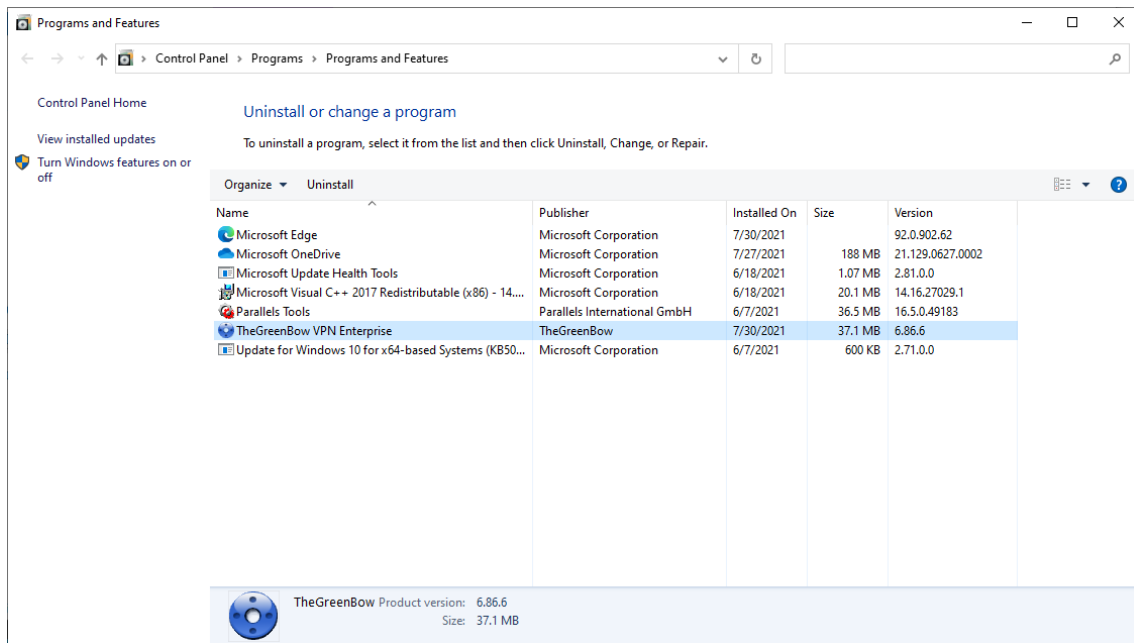 Programs and Features
Control Panel > Programs > Programs and Features
Control Panel Home
View installed updates
Turn Windows features on or
off
Uninstall or change a program
To uninstall a program, select it from the list and then click Uninstall, Change, or Repair.
Organize Uninstall
Name Publisher Installed On Size Version
Microsoft Edge Microsoft Corporation 7/30/2021 92.0.902.62
Microsoft OneDrive Microsoft Corporation 7/27/2021 188 MB 21.129.0627.0002
Microsoft Update Health Tools Microsoft Corporation 6/18/2021 1.07 MB 2.81.0.0
Microsoft Visual C++ 2017 Redistributable (x86) - 14.... Microsoft Corporation 6/18/2021 20.1 MB 14.16.27029.1
Parallels Tools Parallels International GmbH 6/7/2021 36.5 MB 16.5.0.49183
TheGreenBow VPN Enterprise TheGreenBow 7/30/2021 37.1 MB 6.86.6
Update for Windows 10 for x64-based Systems (KB50... Microsoft Corporation 6/7/2021 600 KB 2.71.0.0
TheGreenBow Product version: 6.86.6
Size: 37.1 MB